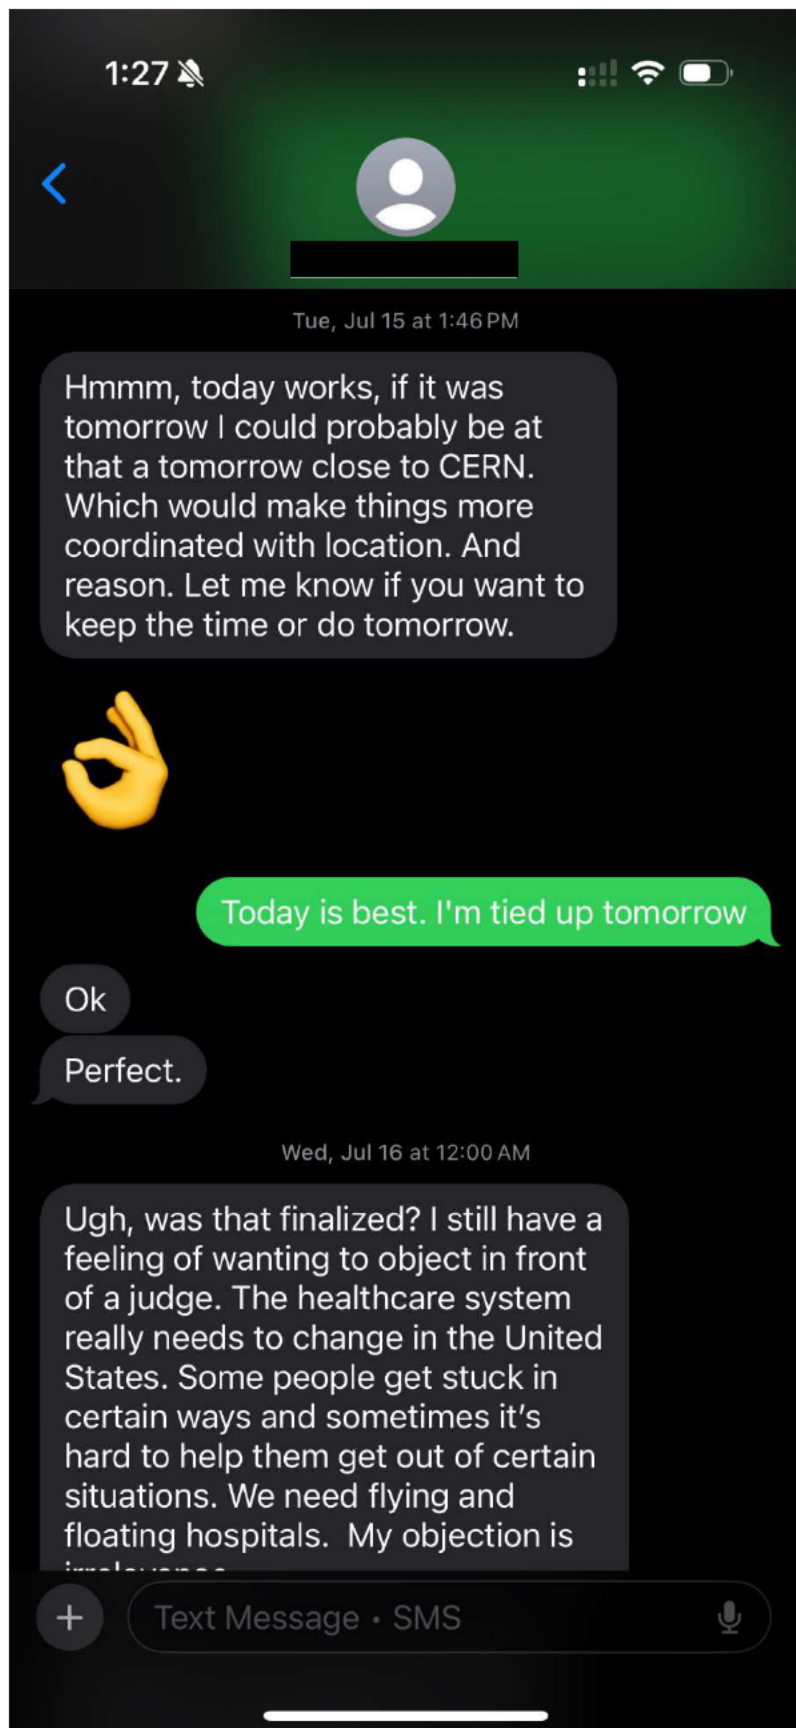 1:27
Tue, Jul 15 at 1:46 PM
Hmmm, today works, if it was
tomorrow I could probably be at
that a tomorrow close to CERN.
Which would make things more
coordinated with location. And
reason. Let me know if you want to
keep the time or do tomorrow.
Today is best. I'm tied up tomorrow
Ok
Perfect.
Wed, Jul 16 at 12:00 AM
Ugh, was that finalized? I still have a
feeling of wanting to object in front
of a judge. The healthcare system
really needs to change in the United
States. Some people get stuck in
certain ways and sometimes it’s
hard to help them get out of certain
situations. We need flying and
floating hospitals.  My objection is
Text Message • SMS